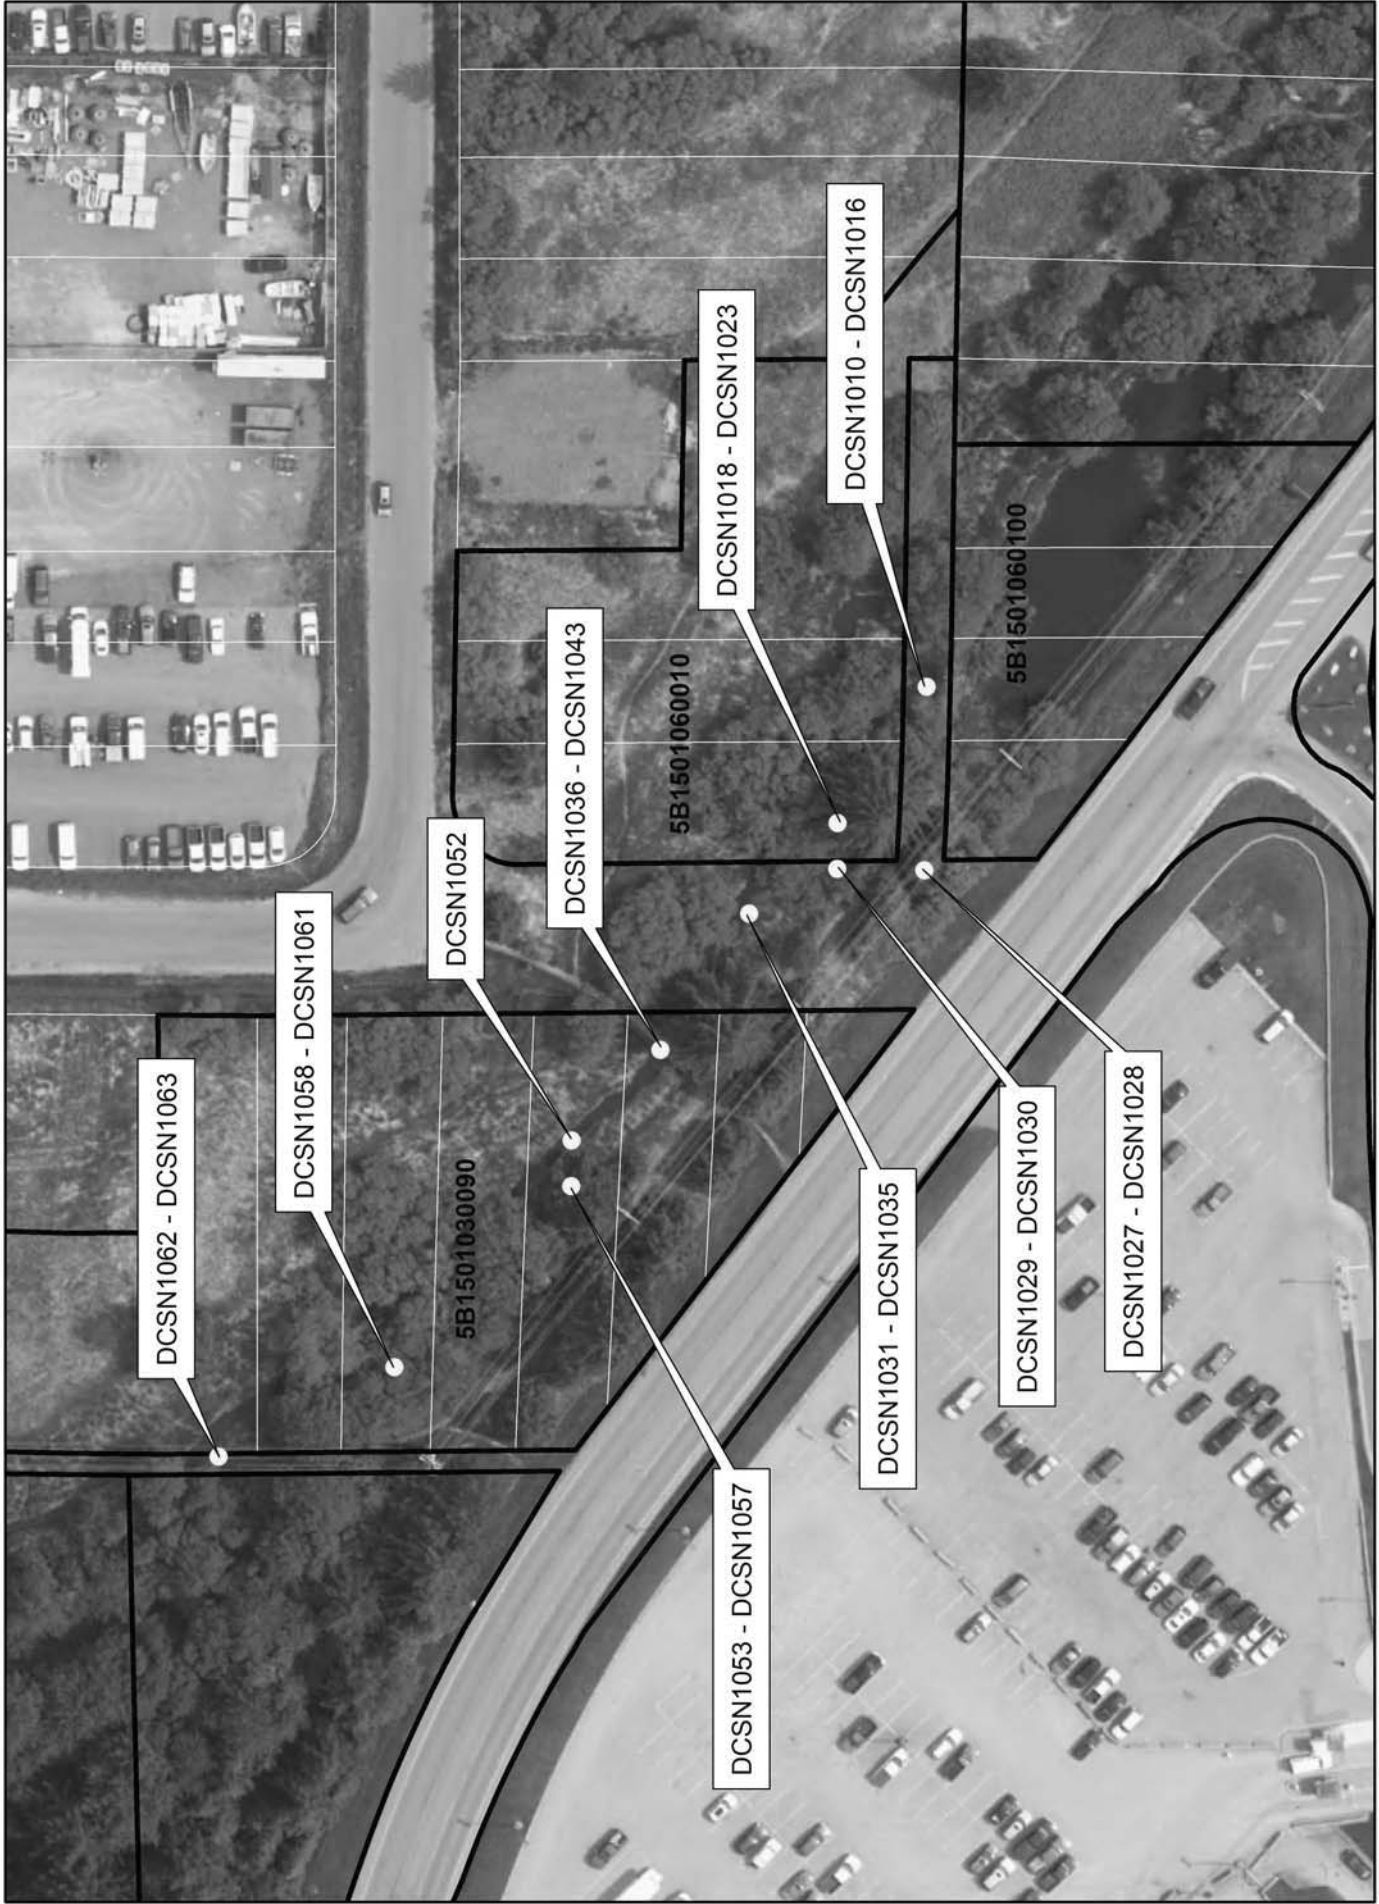 DCSN1062 - DCSN1063
DCSN1058 - DCSN1061
DCSN1052
5B1501030090
DCSN1036 - DCSN1043
5B1501060010
DCSN1018 - DCSN1023
DCSN1053 - DCSN1057
DCSN1010 - DCSN1016
DCSN1031 - DCSN1035
5B1501060100
DCSN1029 - DCSN1030
DCSN1027 - DCSN1028